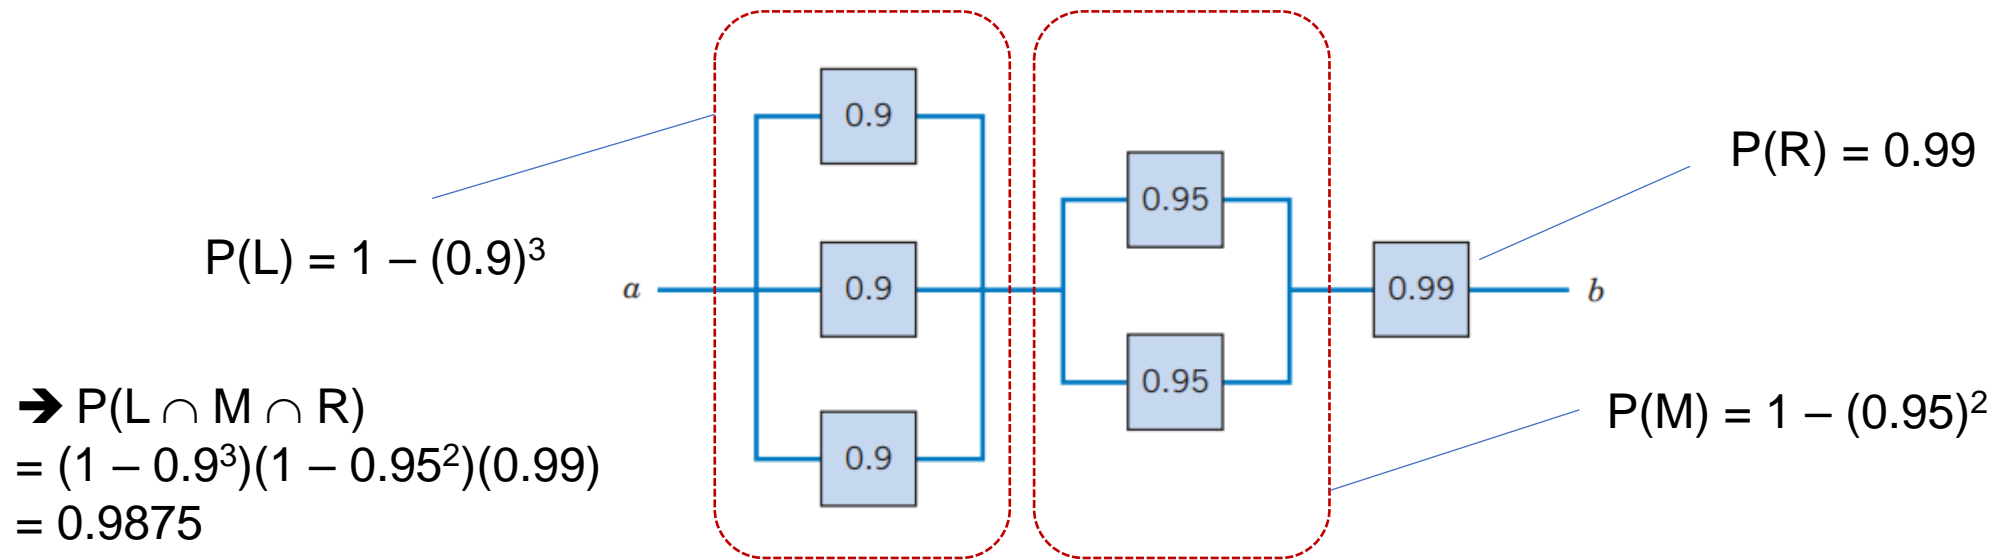 0.9
0.95
P(R) = 0.99
P(L) = 1 – (0.9)³
a
0.9
0.99
b
0.95
➔ P(L ∩ M ∩ R)
= (1 – 0.9³)(1 – 0.95²)(0.99)
= 0.9875
0.9
P(M) = 1 – (0.95)²